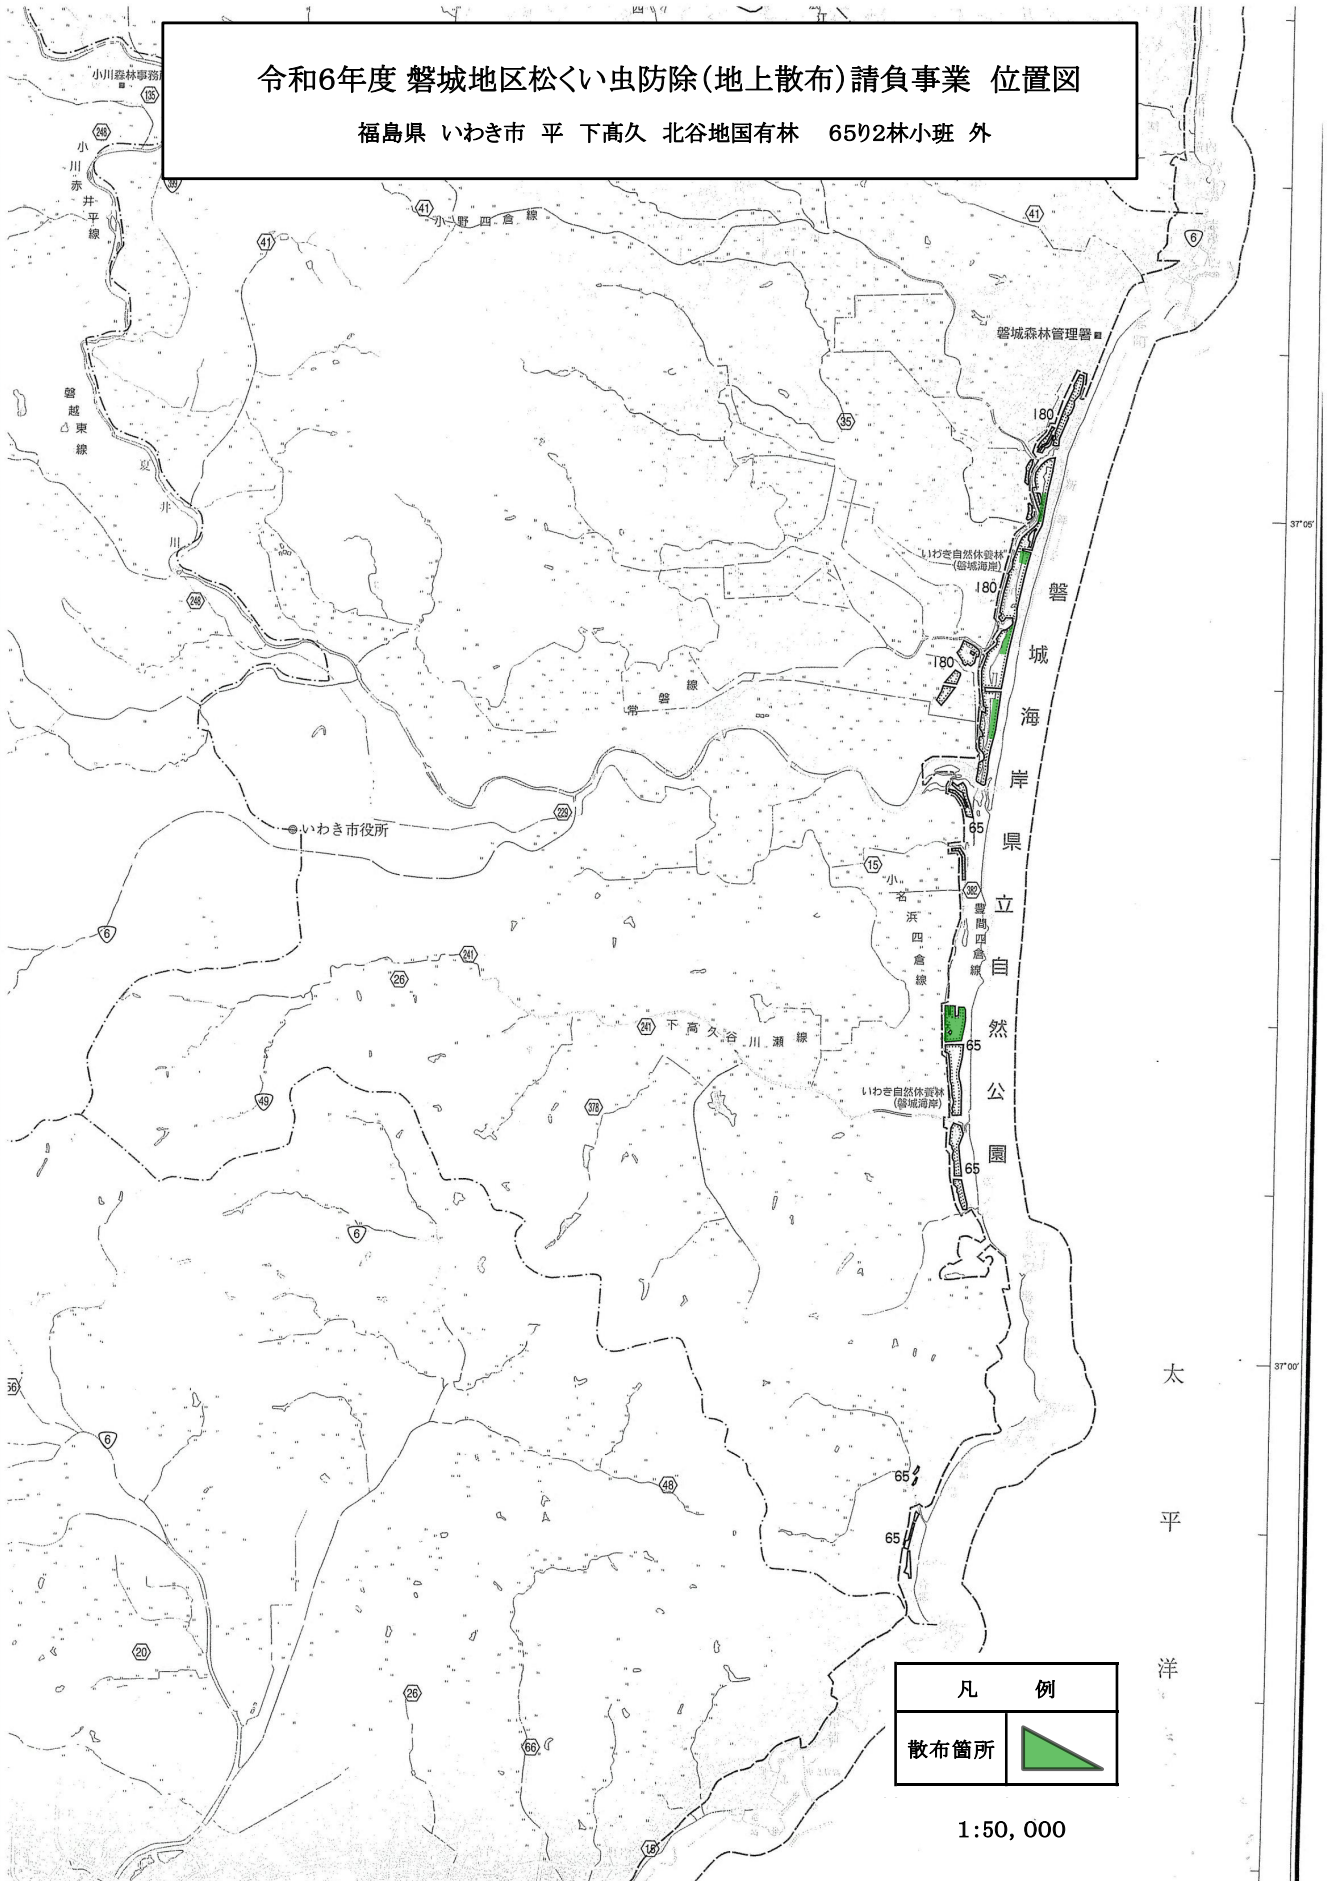 令和6年度 磐城地区松くい虫防除(地上散布)請負事業 位置図
福島県 いわき市 平 下高久 北谷地国有林 65り2林小班 外
小川森林事務
135
248
399
小川赤井平線
41
小野四倉線
41
41
6
磐城森林管理署
35
180
磐越東線
夏井川
37°05′
いわき自然休養林
(磐城海岸)
180
248
180
常磐線
磐城海岸県立自然公園
229
いわき市役所
65
15
小名浜四倉線
382
豊間四倉線
6
241
26
241
下高久谷川瀬線
65
いわき自然休養林
(磐城海岸)
49
378
65
6
37°00′
太平洋
56
6
48
65
65
20
26
66
15
凡 例
散布箇所
1:50,000